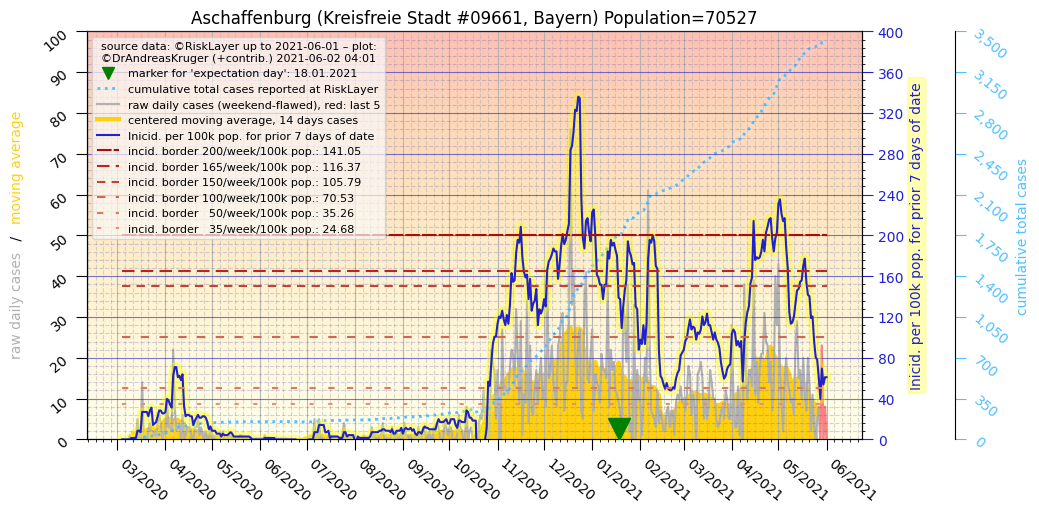 Aschaffenburg (Kreisfreie Stadt #09661, Bayern) Population=70527
source data: ©RiskLayer up to 2021-06-01 – plot:
©DrAndreasKruger (+contrib.) 2021-06-02 04:01
marker for 'expectation day': 18.01.2021
cumulative total cases reported at RiskLayer
raw daily cases (weekend-flawed), red: last 5
centered moving average, 14 days cases
Inicid. per 100k pop. for prior 7 days of date
incid. border 200/week/100k pop.: 141.05
incid. border 165/week/100k pop.: 116.37
incid. border 150/week/100k pop.: 105.79
incid. border 100/week/100k pop.: 70.53
incid. border 50/week/100k pop.: 35.26
incid. border 35/week/100k pop.: 24.68
raw daily cases / moving average
100
90
80
70
60
50
40
30
20
10
0
03/2020
04/2020
05/2020
06/2020
07/2020
08/2020
09/2020
10/2020
11/2020
12/2020
01/2021
02/2021
03/2021
04/2021
05/2021
06/2021
400
360
320
280
240
200
160
120
80
40
0
Inicid. per 100k pop. for prior 7 days of date
3,500
3,150
2,800
2,450
2,100
1,750
1,400
1,050
700
350
0
cumulative total cases